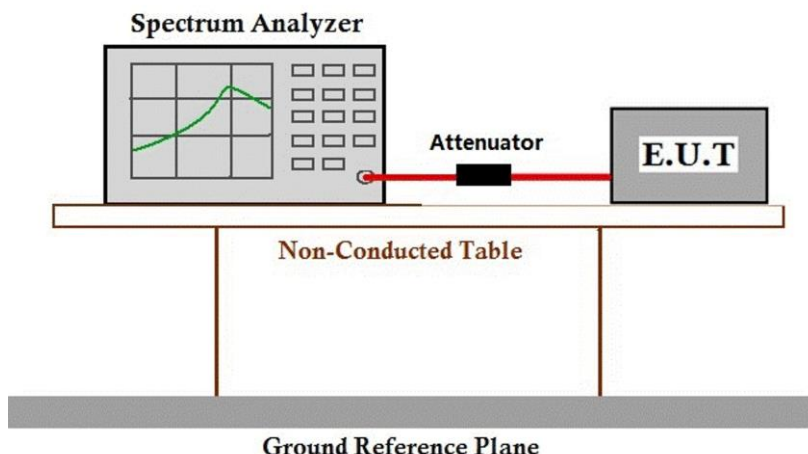 Spectrum Analyzer
Attenuator
E.U.T
Non-Conducted Table
Ground Reference Plane